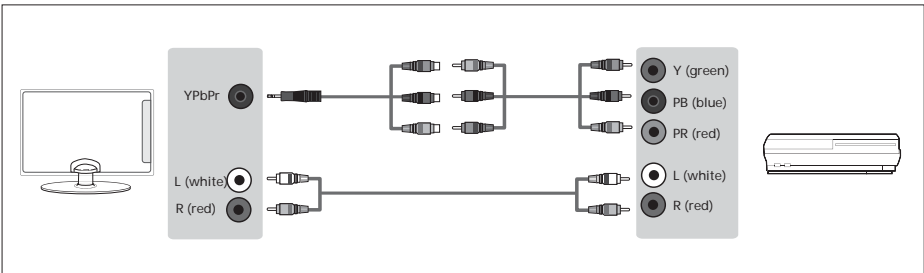 YPbPr
L (white)
R (red)
Y (green)
PB (blue)
PR (red)
L (white)
R (red)